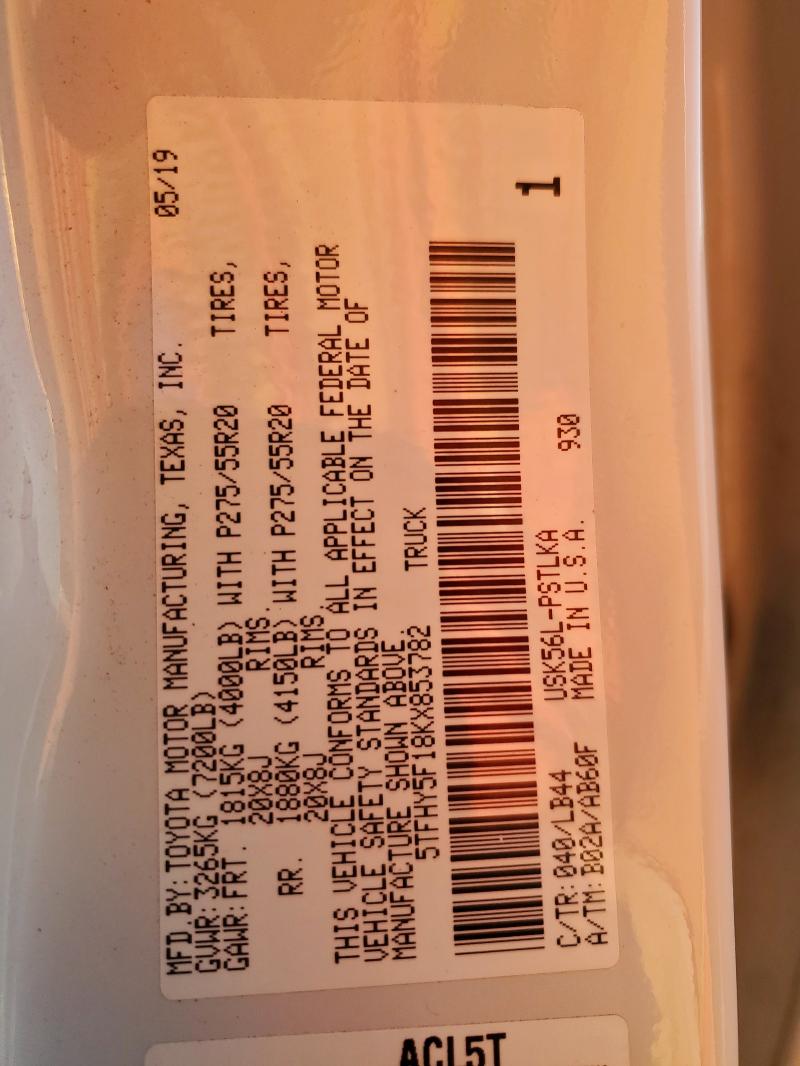 MFD.BY:TOYOTA MOTOR MANUFACTURING, TEXAS, INC. 05/19
GVWR:3265KG(7200LB)
GAWR:FRT. 1815KG(4000LB) WITH P275/55R20 TIRES,
20X8J RIMS.
RR. 1880KG(4150LB) WITH P275/55R20 TIRES,
20X8J RIMS.
THIS VEHICLE CONFORMS TO ALL APPLICABLE FEDERAL MOTOR
VEHICLE SAFETY STANDARDS IN EFFECT ON THE DATE OF
MANUFACTURE SHOWN ABOVE.
5TFHY5F18KX853782 TRUCK
1
C/TR:040/LB44 USK56L-PSTLKA
A/TM:B02A/AB60F MADE IN U.S.A. 930
ACL5T